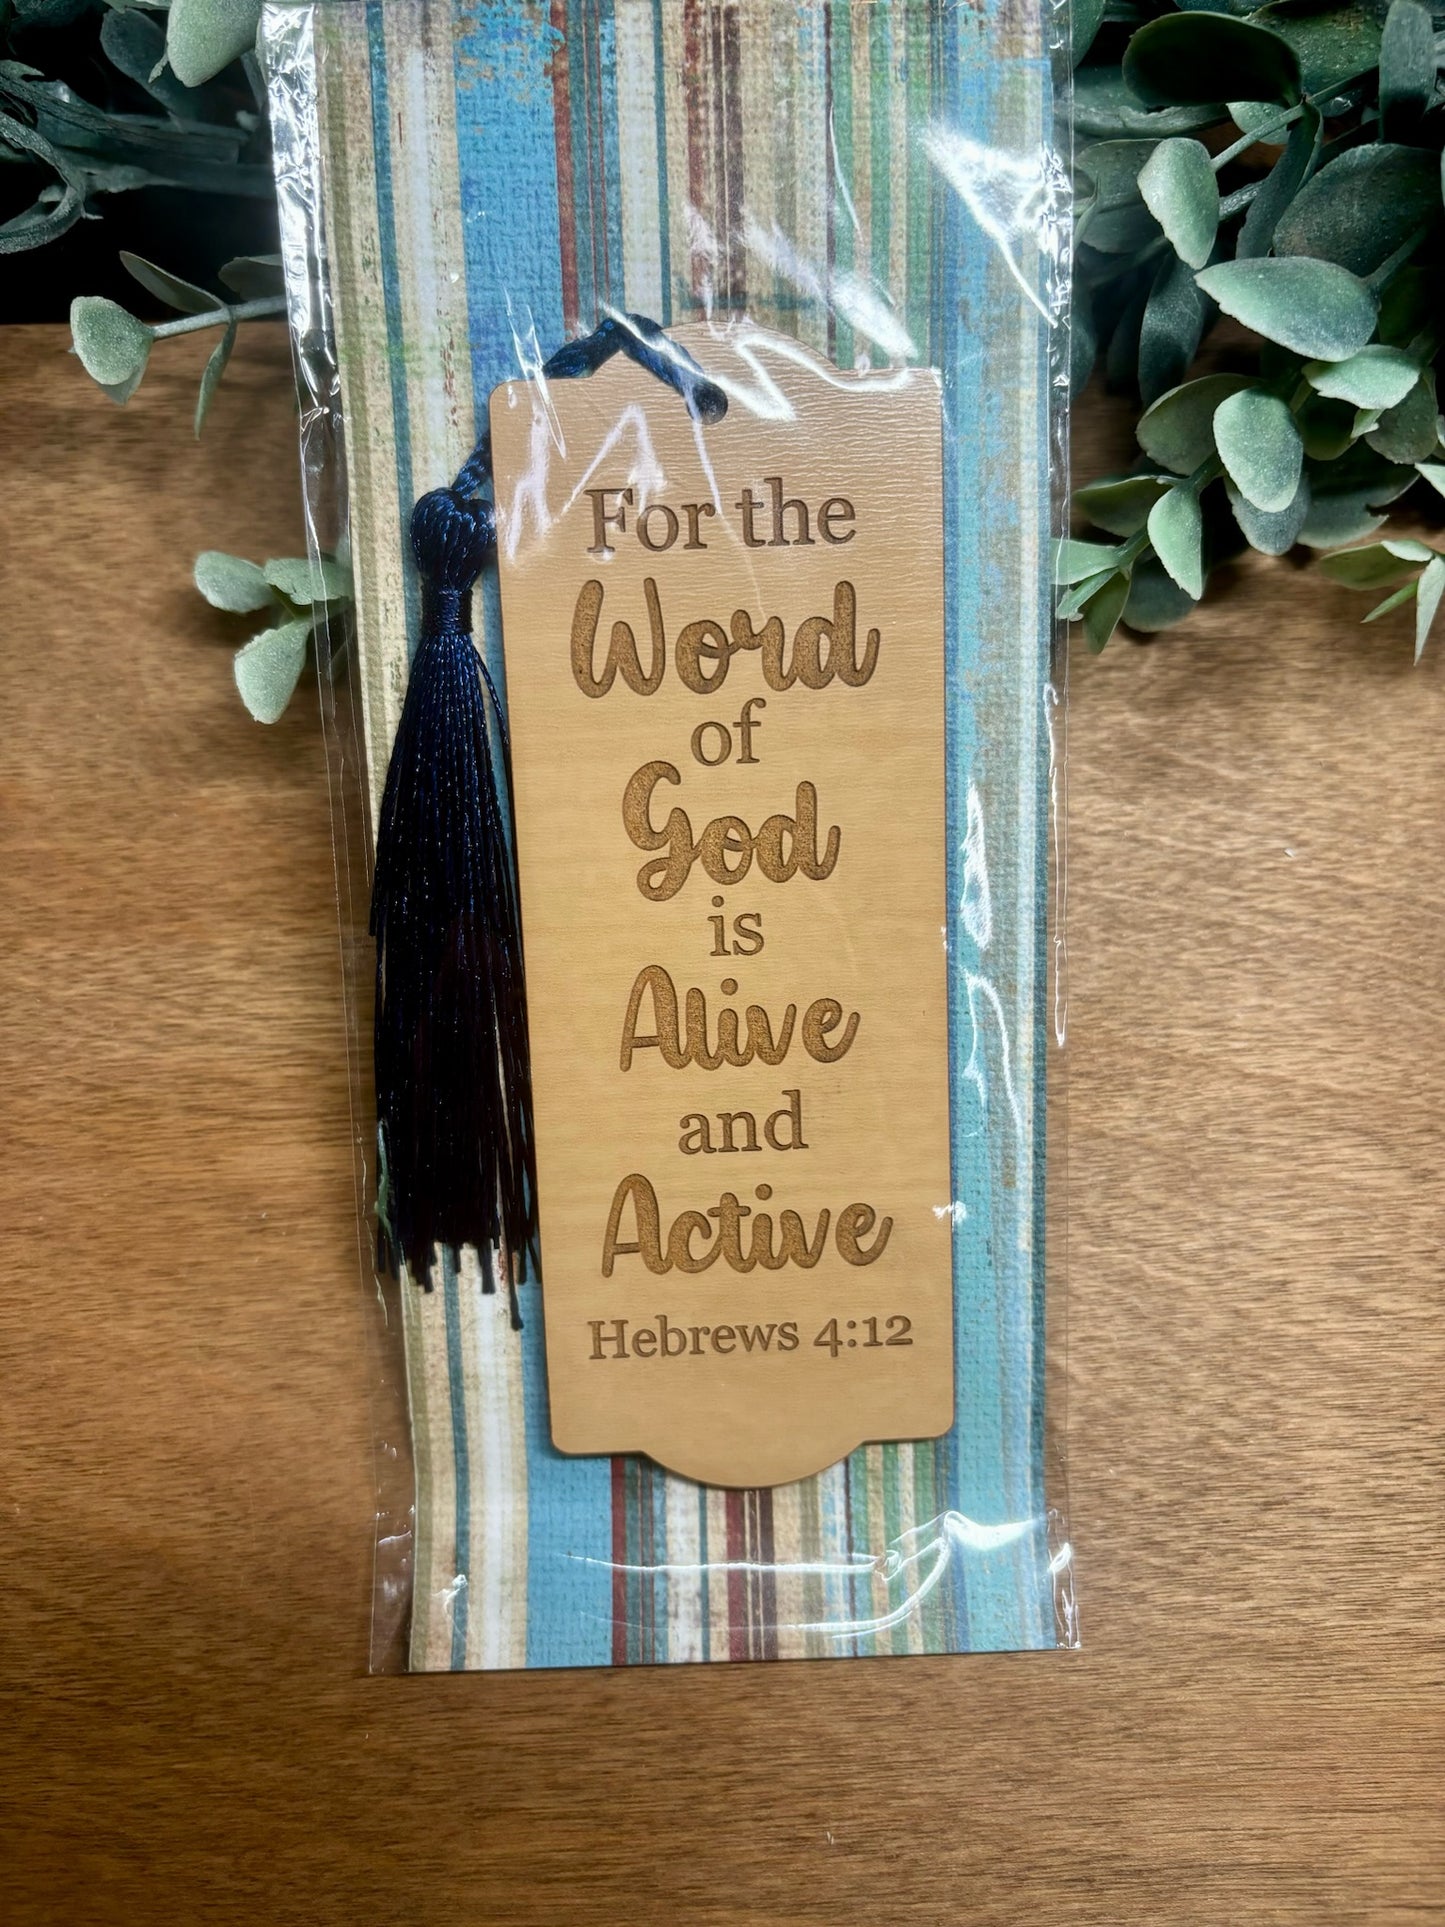 For the
Word
of
God
is
Alive
and
Active
Hebrews 4:12